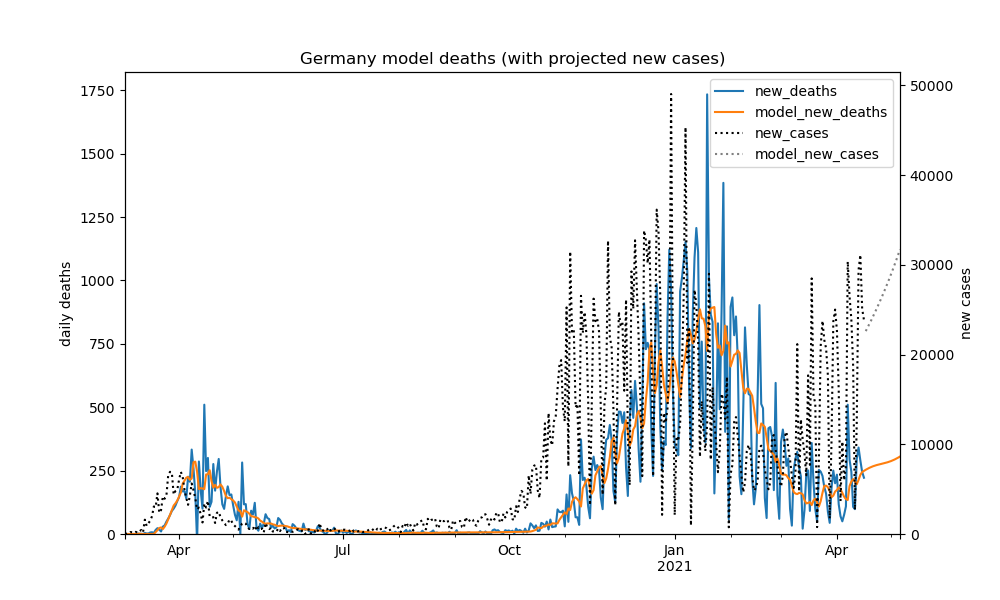 Germany model deaths (with projected new cases)
1750
1500
1250
1000
750
500
250
0
daily deaths
50000
40000
30000
20000
10000
0
new cases
new_deaths
model_new_deaths
new_cases
model_new_cases
Apr
Jul
Oct
Jan
2021
Apr